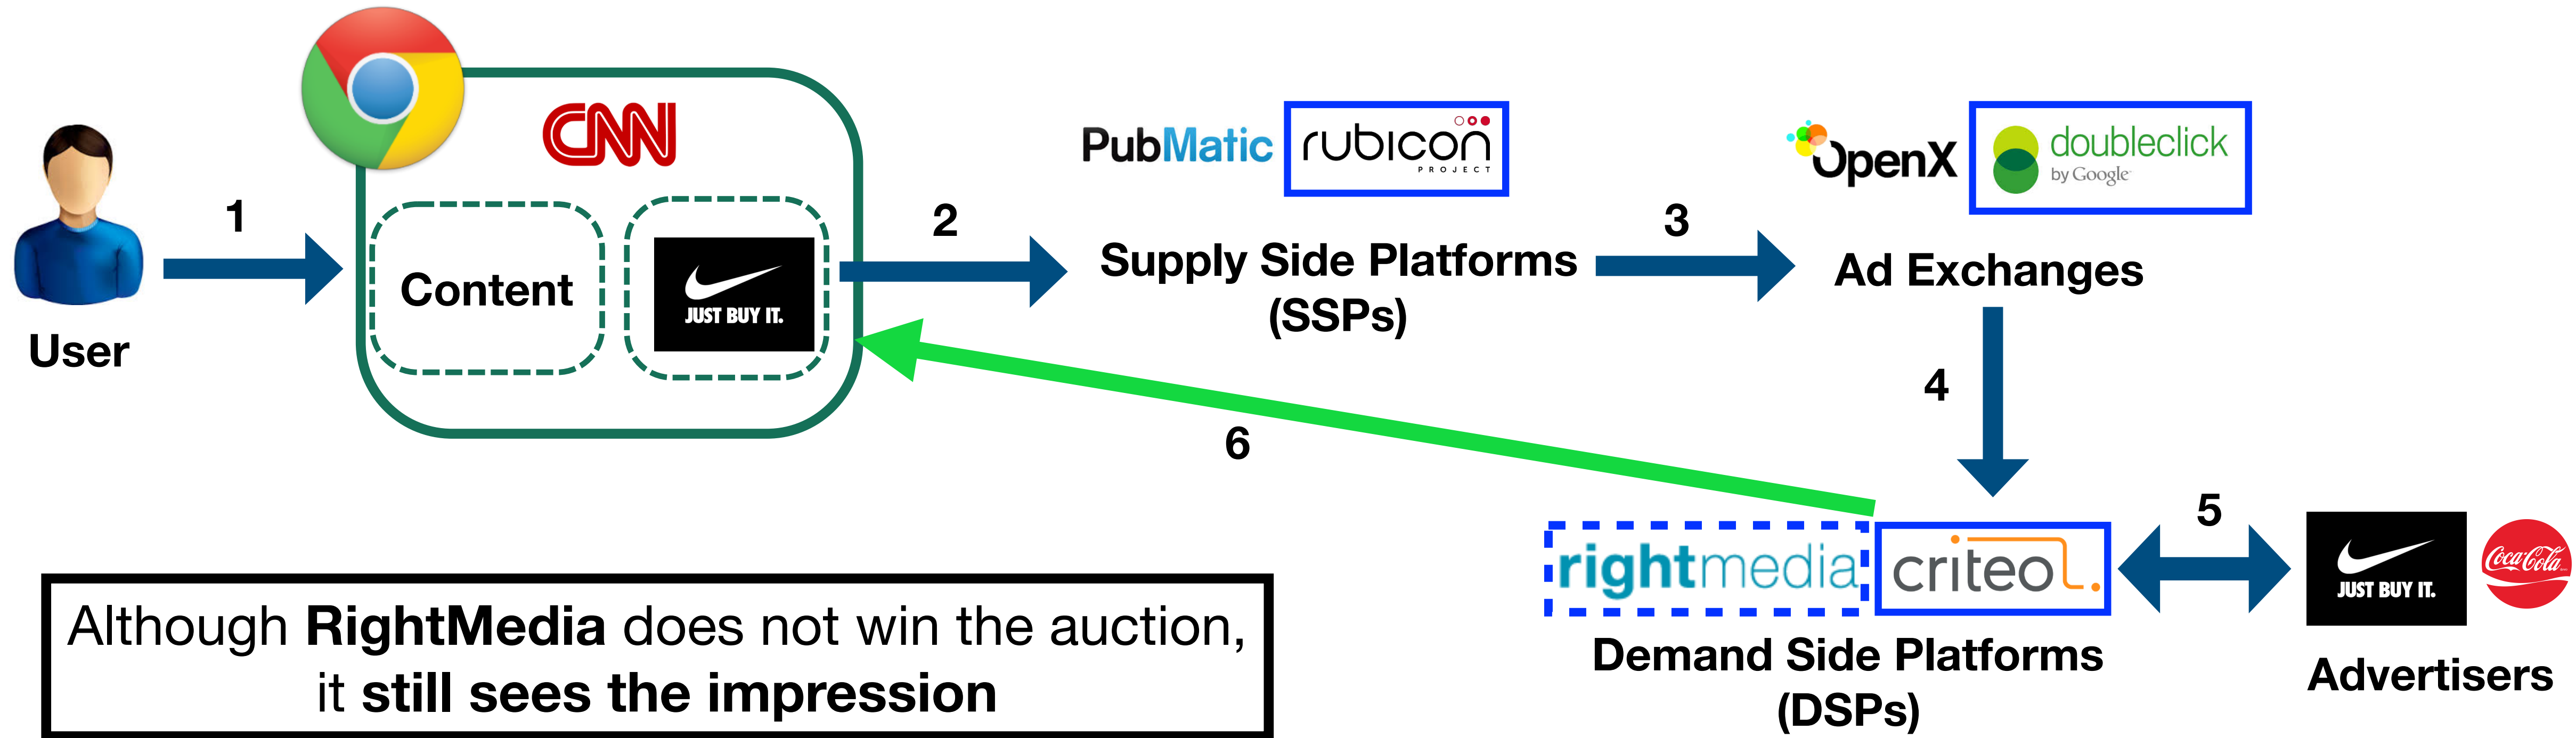 CNN
PubMatic
rubicon
PROJECT
OpenX
doubleclick
by Google
1
2
3
Content
JUST BUY IT.
Supply Side Platforms
(SSPs)
Ad Exchanges
User
4
6
5
rightmedia
criteo
JUST BUY IT.
Coca-Cola
Although RightMedia does not win the auction,
it still sees the impression
Demand Side Platforms
(DSPs)
Advertisers